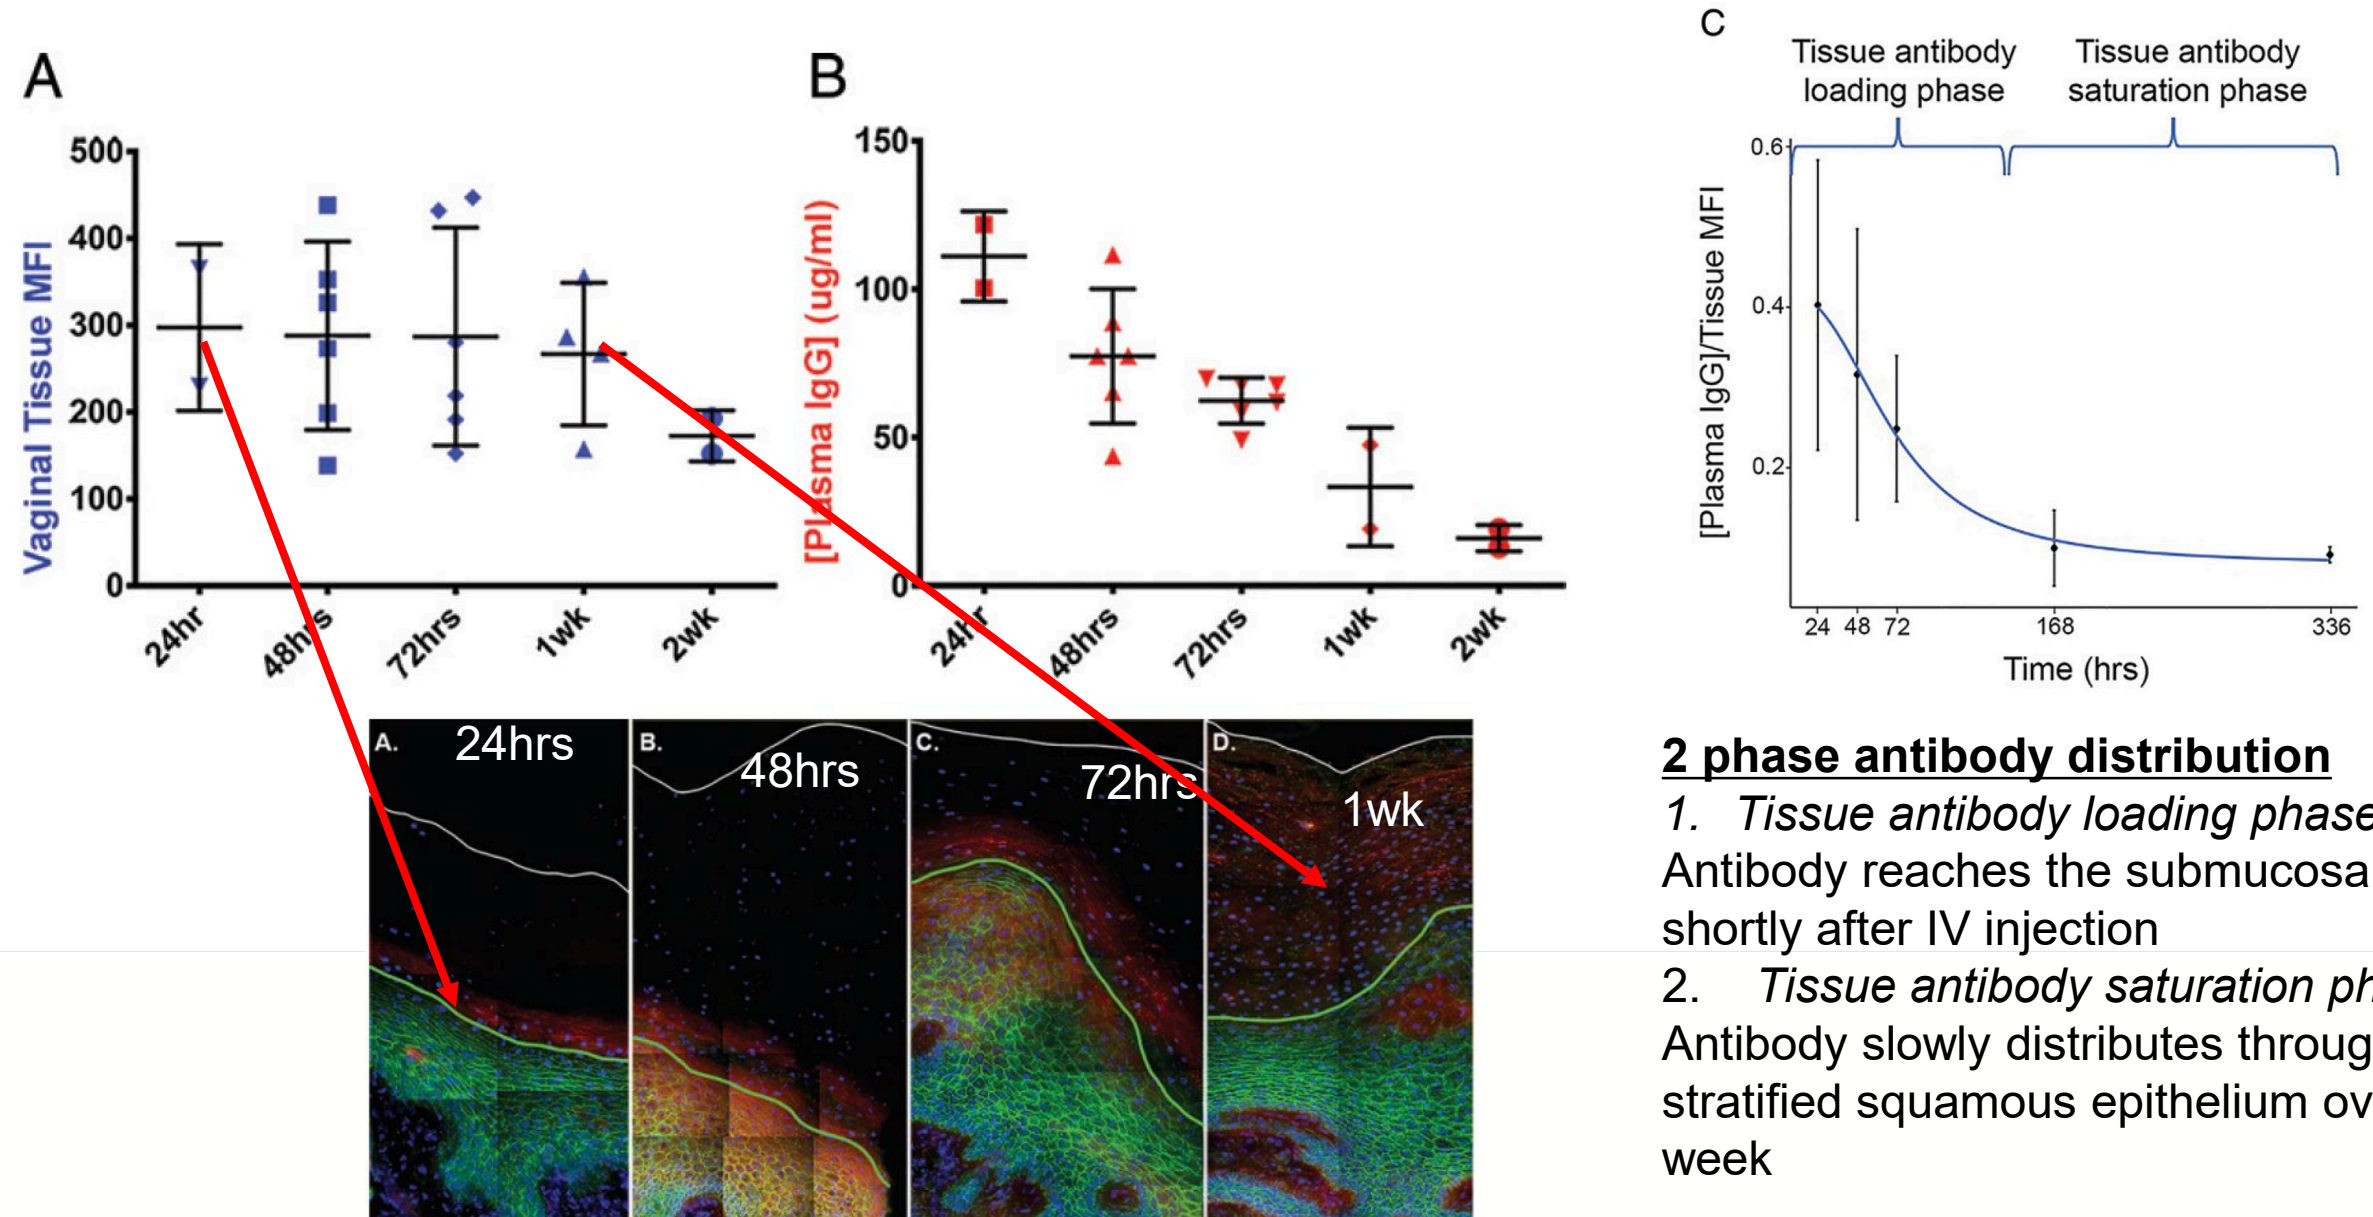 A
Vaginal Tissue MFI
500
400
300
200
100
0
24hr
48hrs
72hrs
1wk
2wk
B
[Plasma IgG] (ug/ml)
150
100
50
0
24hr
48hrs
72hrs
1wk
2wk
C
Tissue antibody
loading phase
Tissue antibody
saturation phase
[Plasma IgG]/Tissue MFI
0.6
0.4
0.2
24 48 72 168 336
Time (hrs)
A.
24hrs
B.
48hrs
C.
72hrs
D.
1wk
2 phase antibody distribution
1. Tissue antibody loading phase
Antibody reaches the submucosa
shortly after IV injection
2. Tissue antibody saturation
Antibody slowly distributes
stratified squamous epithelium
week